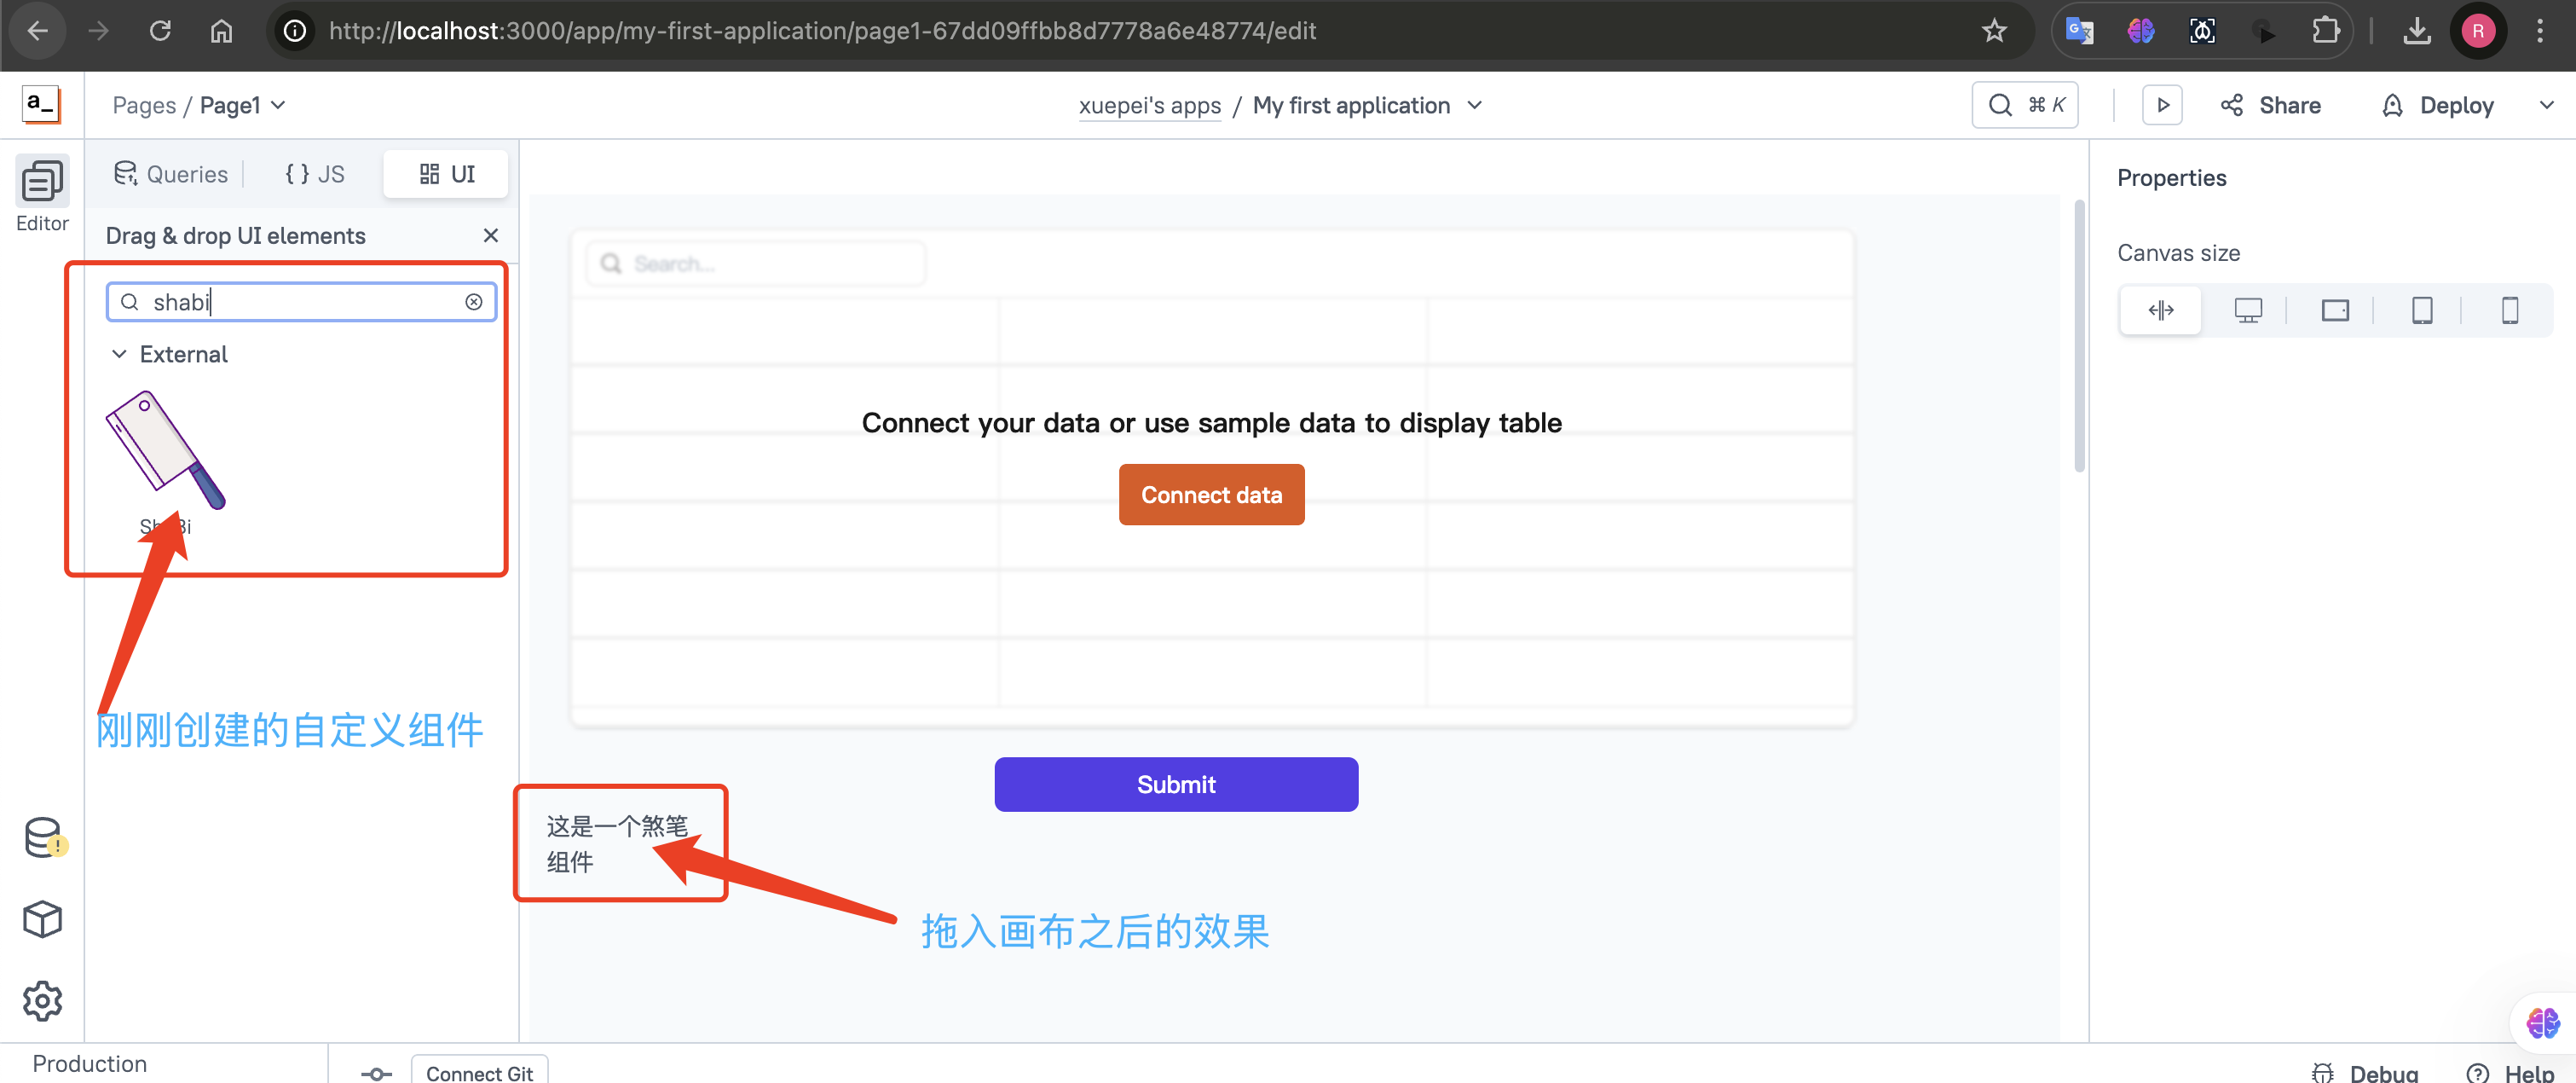 http://localhost:3000/app/my-first-application/page1-67dd09ffbb8d7778a6e48774/edit
R
a_
Pages / Page1
xuepei's apps / My first application
⌘ K
Share
Deploy
Editor
Queries
{ } JS
UI
Drag & drop UI elements
shabi
External
刚刚创建的自定义组件
Search...
Connect your data or use sample data to display table
Connect data
Submit
这是一个煞笔
组件
拖入画布之后的效果
Properties
Canvas size
Production
Connect Git
Debug
Help